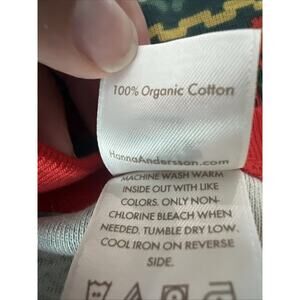 100% Organic Cotton
HannaAndersson.com
MACHINE WASH WARM
INSIDE OUT WITH LIKE
COLORS. ONLY NON-
CHLORINE BLEACH WHEN
NEEDED. TUMBLE DRY LOW.
COOL IRON ON REVERSE
SIDE.